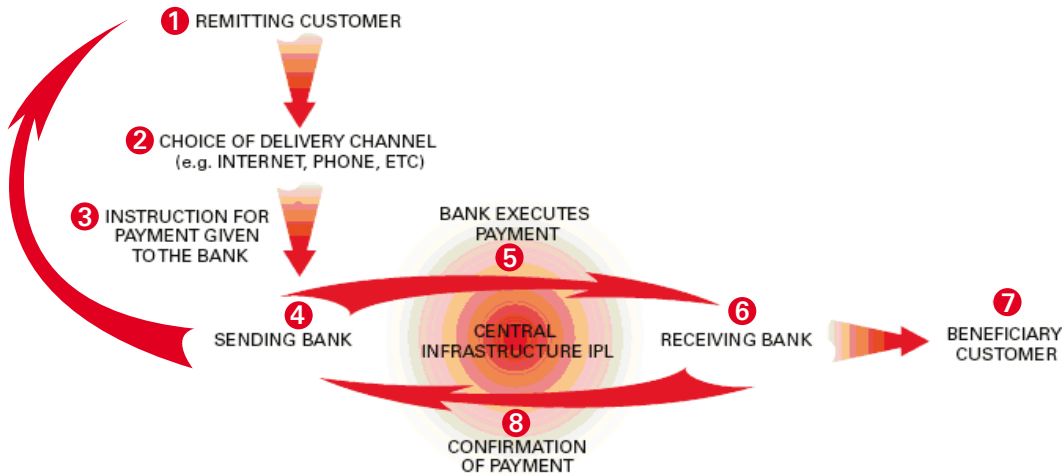 1 REMITTING CUSTOMER
2 CHOICE OF DELIVERY CHANNEL
(e.g. INTERNET, PHONE, ETC)
3 INSTRUCTION FOR
PAYMENT GIVEN
TO THE BANK
BANK EXECUTES
PAYMENT
5
4
SENDING BANK
CENTRAL
INFRASTRUCTURE IPL
6
RECEIVING BANK
7
BENEFICIARY
CUSTOMER
8
CONFIRMATION
OF PAYMENT